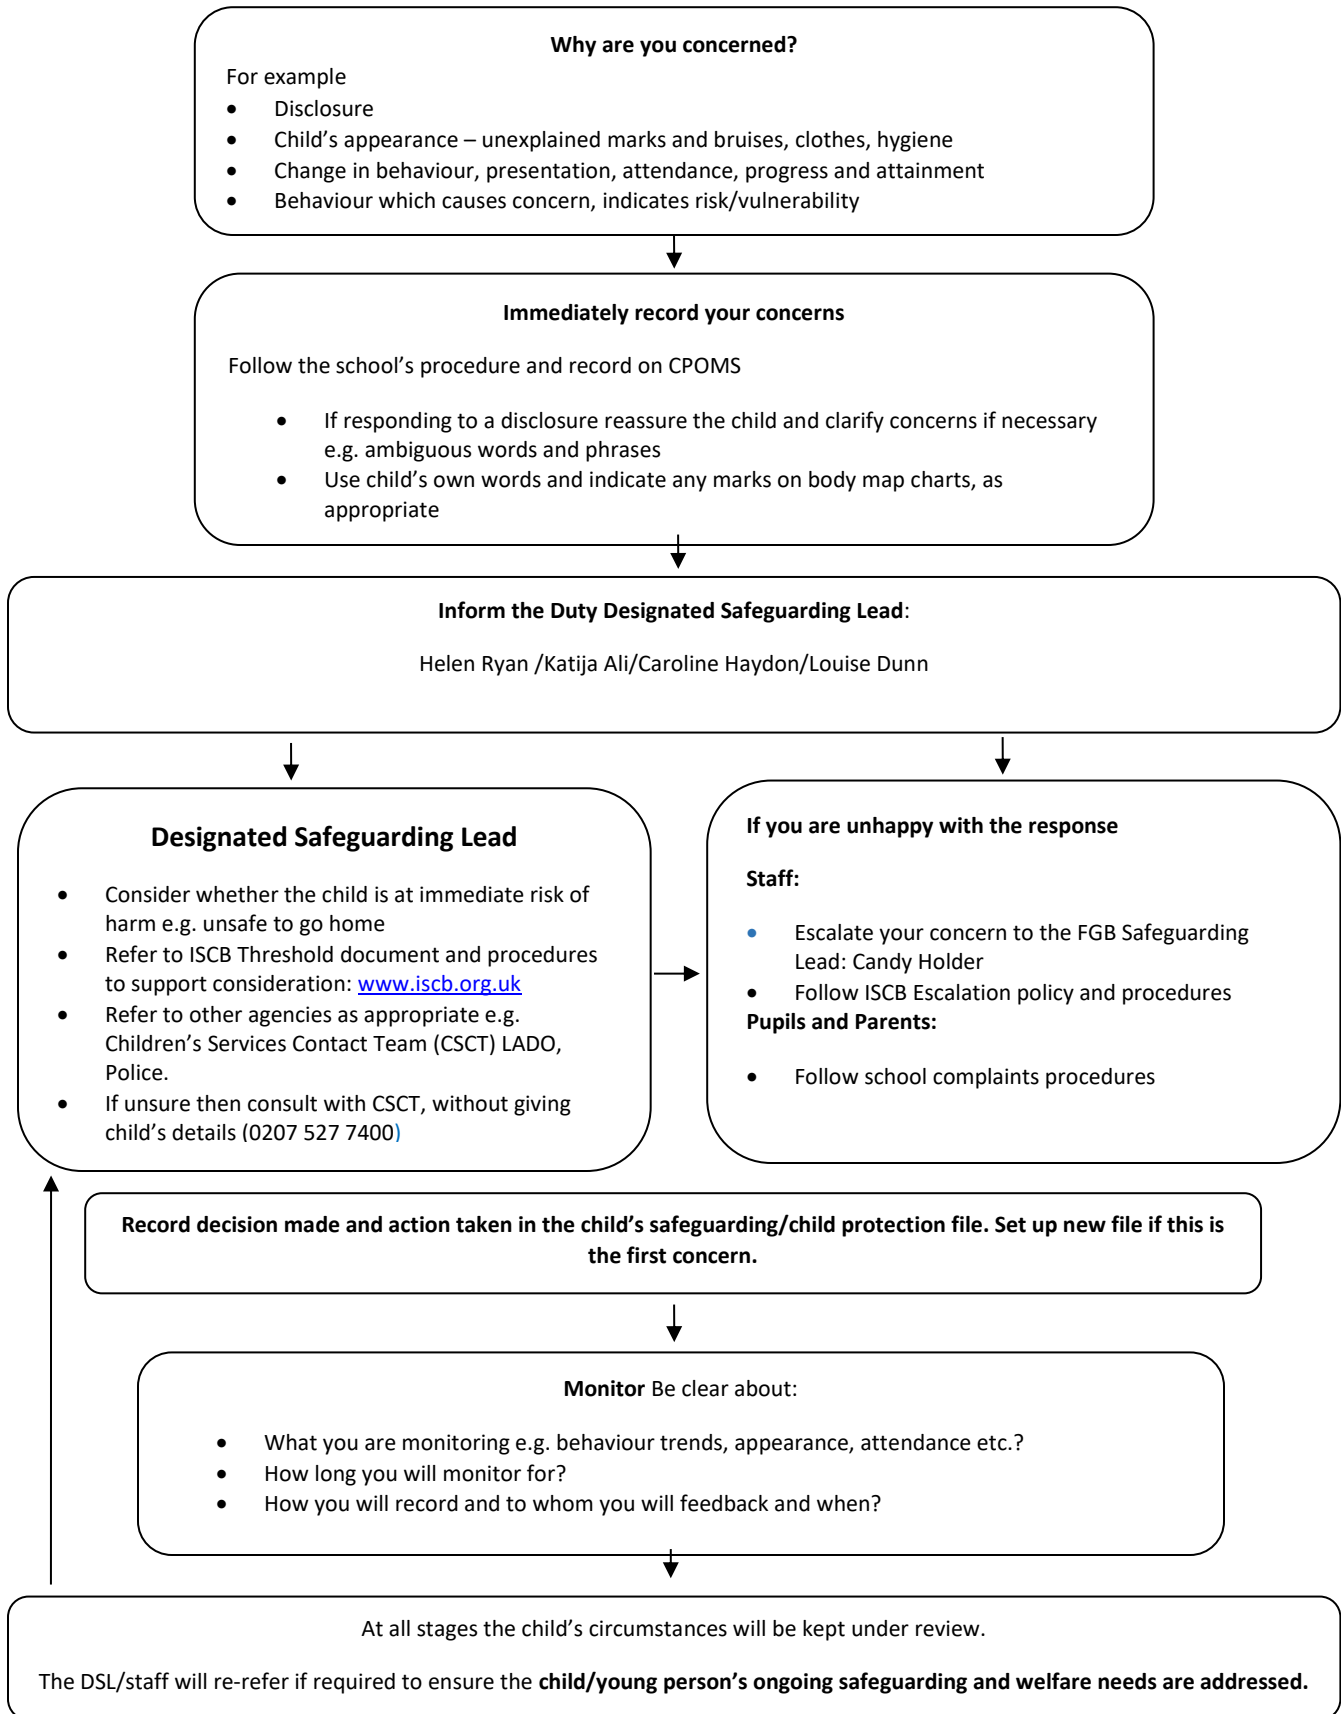 Why are you concerned?
For example
• Disclosure
• Child’s appearance – unexplained marks and bruises, clothes, hygiene
• Change in behaviour, presentation, attendance, progress and attainment
• Behaviour which causes concern, indicates risk/vulnerability
Immediately record your concerns
Follow the school’s procedure and record on CPOMS
• If responding to a disclosure reassure the child and clarify concerns if necessary
e.g. ambiguous words and phrases
• Use child’s own words and indicate any marks on body map charts, as
appropriate
Inform the Duty Designated Safeguarding Lead:
Helen Ryan /Katija Ali/Caroline Haydon/Louise Dunn
Designated Safeguarding Lead
• Consider whether the child is at immediate risk of
harm e.g. unsafe to go home
• Refer to ISCB Threshold document and procedures
to support consideration: www.iscb.org.uk
• Refer to other agencies as appropriate e.g.
Children’s Services Contact Team (CSCT) LADO,
Police.
• If unsure then consult with CSCT, without giving
child’s details (0207 527 7400)
If you are unhappy with the response
Staff:
• Escalate your concern to the FGB Safeguarding
Lead: Candy Holder
• Follow ISCB Escalation policy and procedures
Pupils and Parents:
• Follow school complaints procedures
Record decision made and action taken in the child’s safeguarding/child protection file. Set up new file if this is
the first concern.
Monitor Be clear about:
• What you are monitoring e.g. behaviour trends, appearance, attendance etc.?
• How long you will monitor for?
• How you will record and to whom you will feedback and when?
At all stages the child’s circumstances will be kept under review.
The DSL/staff will re-refer if required to ensure the child/young person’s ongoing safeguarding and welfare needs are addressed.